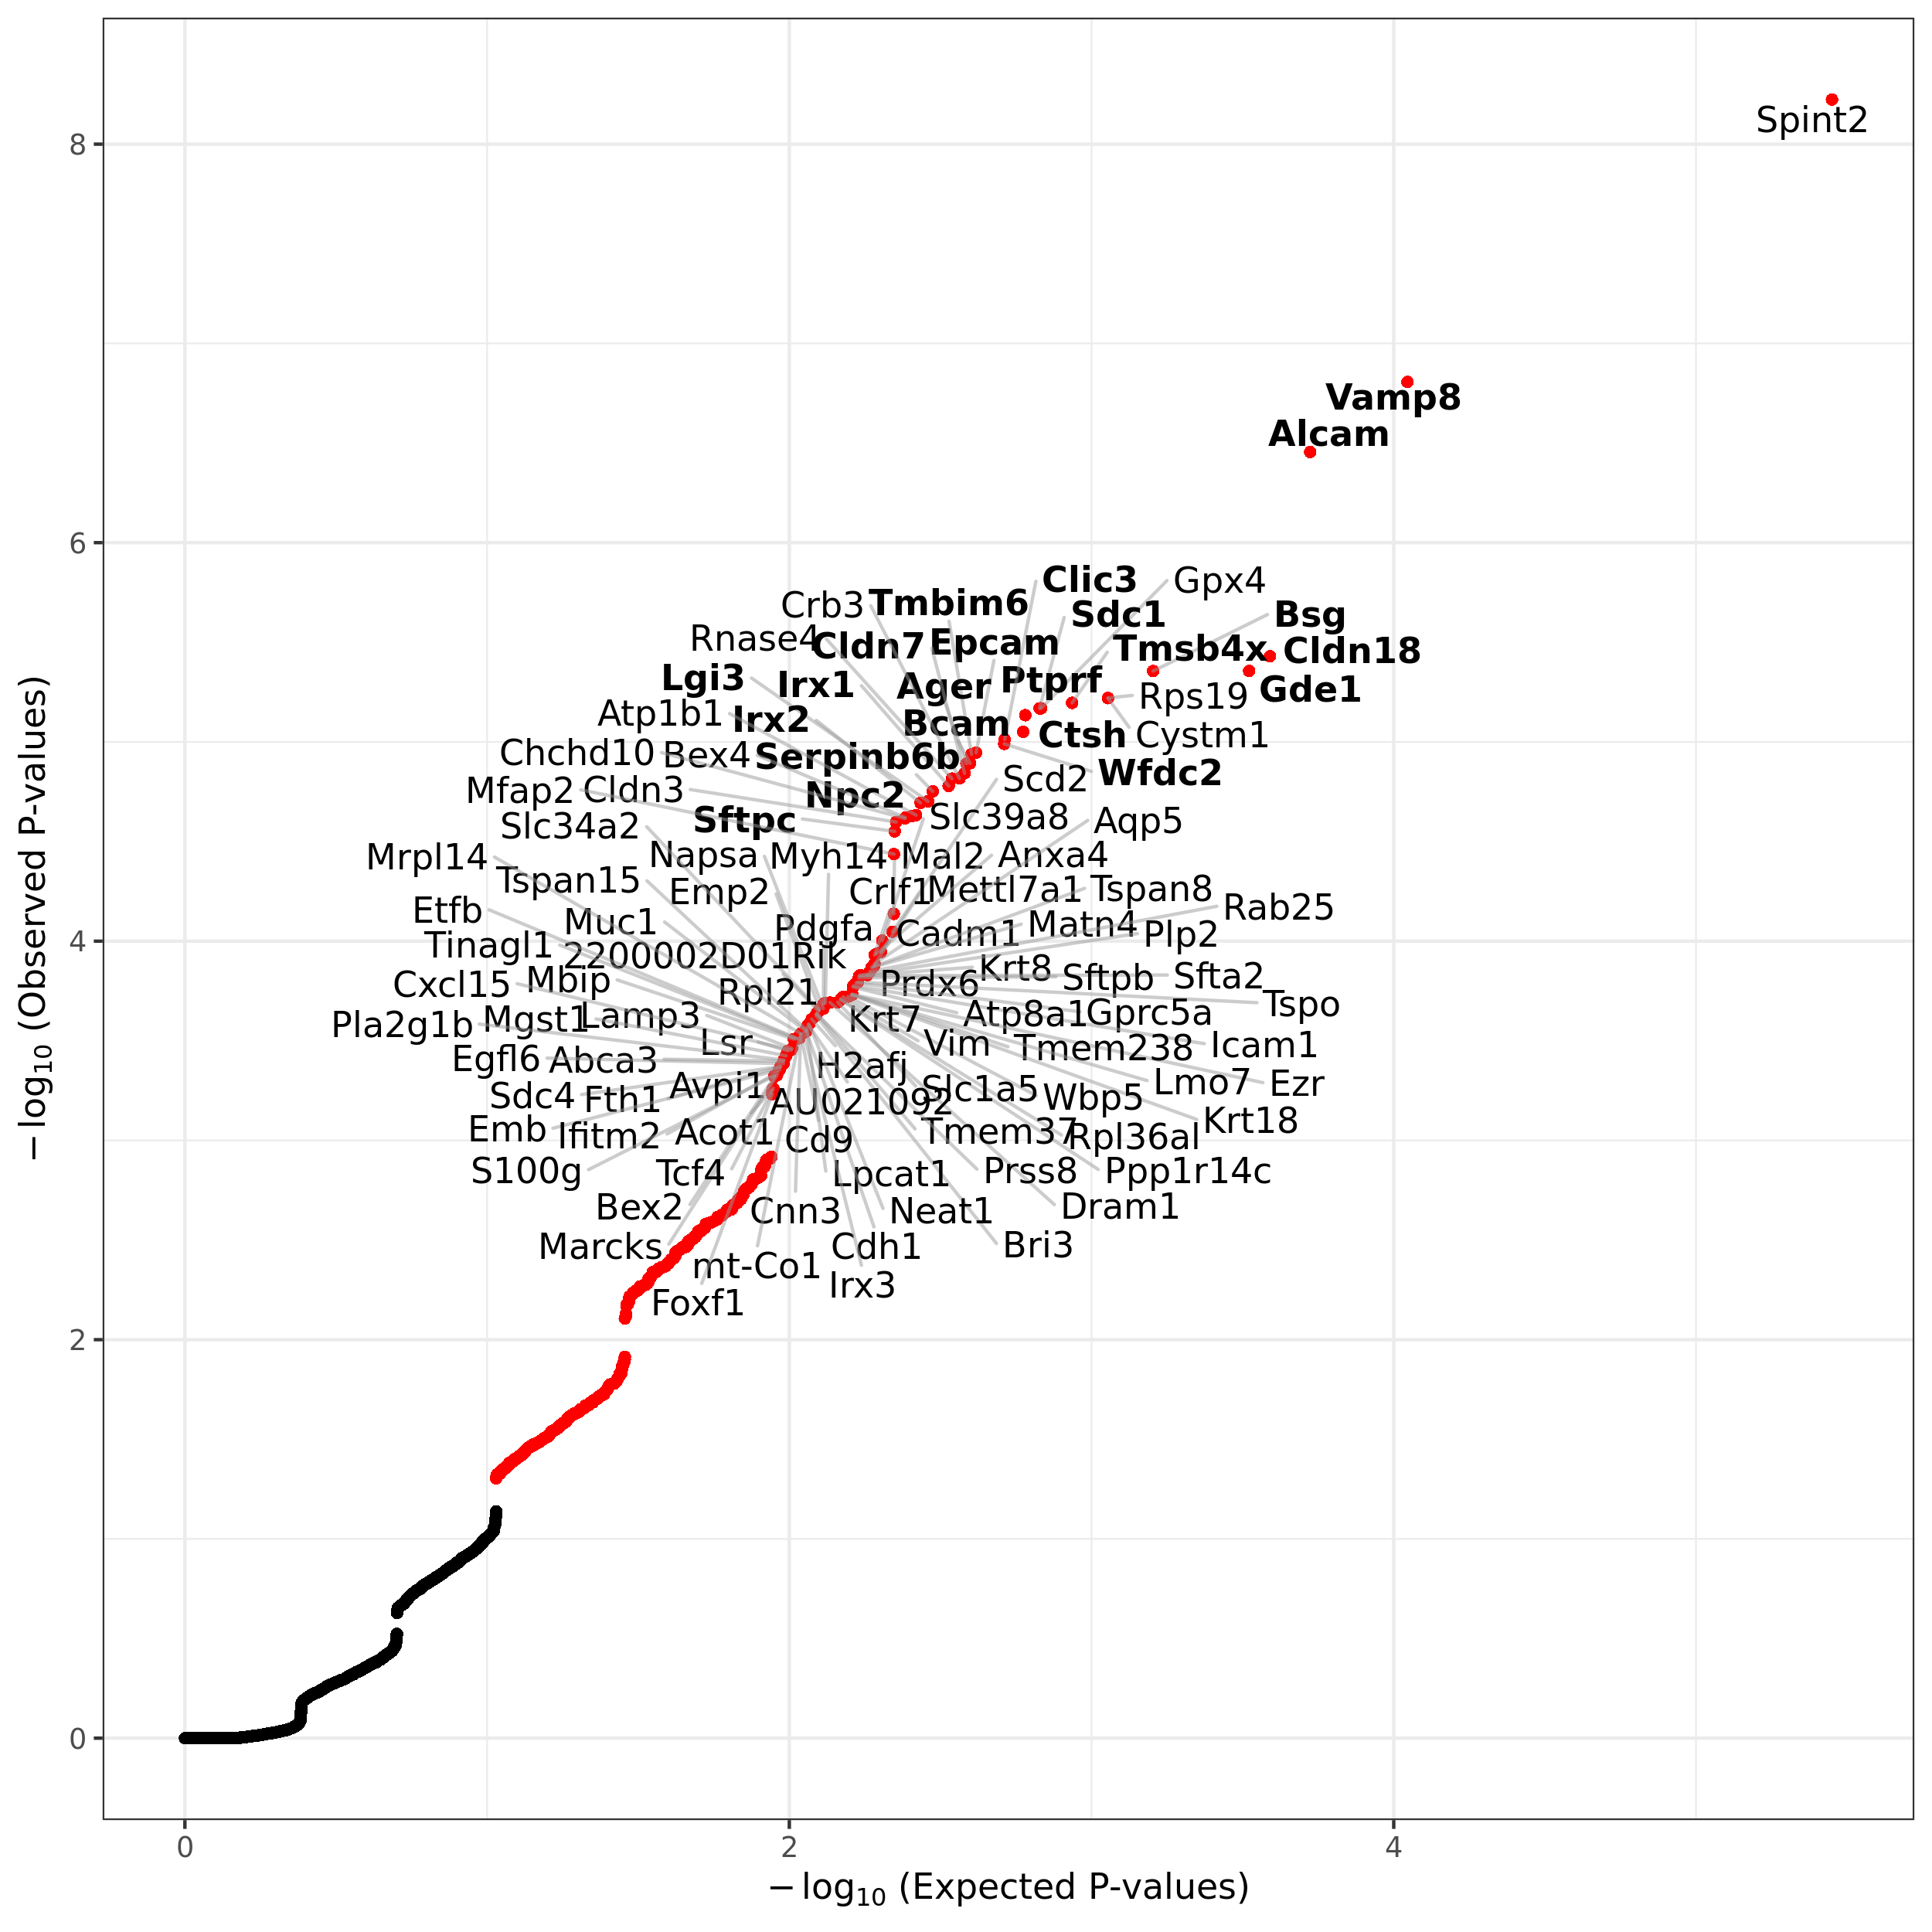 8
6
4
2
0
0
2
4
− log10 (Observed P-values)
− log10 (Expected P-values)
Spint2
Vamp8
Alcam
Clic3
Gpx4
Crb3
Tmbim6
Sdc1
Bsg
Rnase4
Cldn7
Epcam
Tmsb4x
Cldn18
Lgi3
Irx1
Ager
Ptprf
Rps19
Gde1
Atp1b1
Irx2
Bcam
Ctsh
Cystm1
Chchd10
Bex4
Serpinb6b
Scd2
Wfdc2
Mfap2
Cldn3
Npc2
Slc34a2
Sftpc
Slc39a8
Aqp5
Mrpl14
Napsa
Myh14
Mal2
Anxa4
Tspan15
Emp2
Crlf1
Mettl7a1
Tspan8
Etfb
Muc1
Pdgfa
Cadm1
Matn4
Rab25
Tinagl1
2200002D01Rik
Plp2
Cxcl15
Mbip
Rpl21
Prdx6
Krt8
Sftpb
Sfta2
Pla2g1b
Mgst1
Lamp3
Krt7
Atp8a1
Gprc5a
Tspo
Egfl6
Abca3
Lsr
H2afj
Vim
Tmem238
Icam1
Sdc4
Fth1
Avpi1
AU021092
Slc1a5
Wbp5
Lmo7
Ezr
Emb
Ifitm2
Acot1
Cd9
Tmem37
Rpl36al
Krt18
S100g
Tcf4
Lpcat1
Prss8
Ppp1r14c
Bex2
Cnn3
Neat1
Dram1
Marcks
mt-Co1
Cdh1
Bri3
Foxf1
Irx3